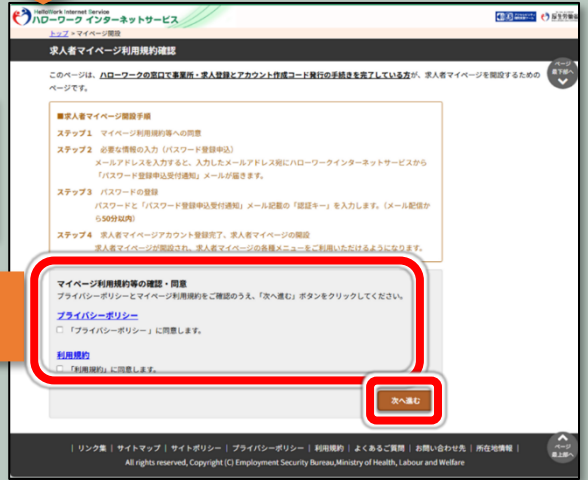 HelloWork Internet Service
ハローワーク インターネットサービス
トップ > マイページ開設
求人者マイページ利用規約確認
このページは、ハローワークの窓口で事業所・求人登録とアカウント作成コード発行の手続きを完了している方が、求人者マイページを開設するための
ページです。
ページ
最下部へ
■求人者マイページ開設手順
ステップ１ マイページ利用規約等への同意
ステップ２ 必要な情報の入力（パスワード登録申込）
メールアドレスを入力すると、入力したメールアドレス宛にハローワークインターネットサービスから
「パスワード登録申込受付通知」メールが届きます。
ステップ３ パスワードの登録
パスワードと「パスワード登録申込受付通知」メール記載の「認証キー」を入力します。（メール配信か
ら50分以内）
ステップ４ 求人者マイページアカウント登録完了、求人者マイページの開設
求人者マイページが開設され、求人者マイページの各種メニューをご利用いただけるようになります。
マイページ利用規約等の確認・同意
プライバシーポリシーとマイページ利用規約をご確認のうえ、「次へ進む」ボタンをクリックしてください。
プライバシーポリシー
「プライバシーポリシー」に同意します。
利用規約
「利用規約」に同意します。
次へ進む
| リンク集 | サイトマップ | サイトポリシー | プライバシーポリシー | 利用規約 | よくあるご質問 | お問い合わせ先 | 所在地情報 |
All rights reserved, Copyright (C) Employment Security Bureau,Ministry of Health, Labour and Welfare
ページ
最上部へ